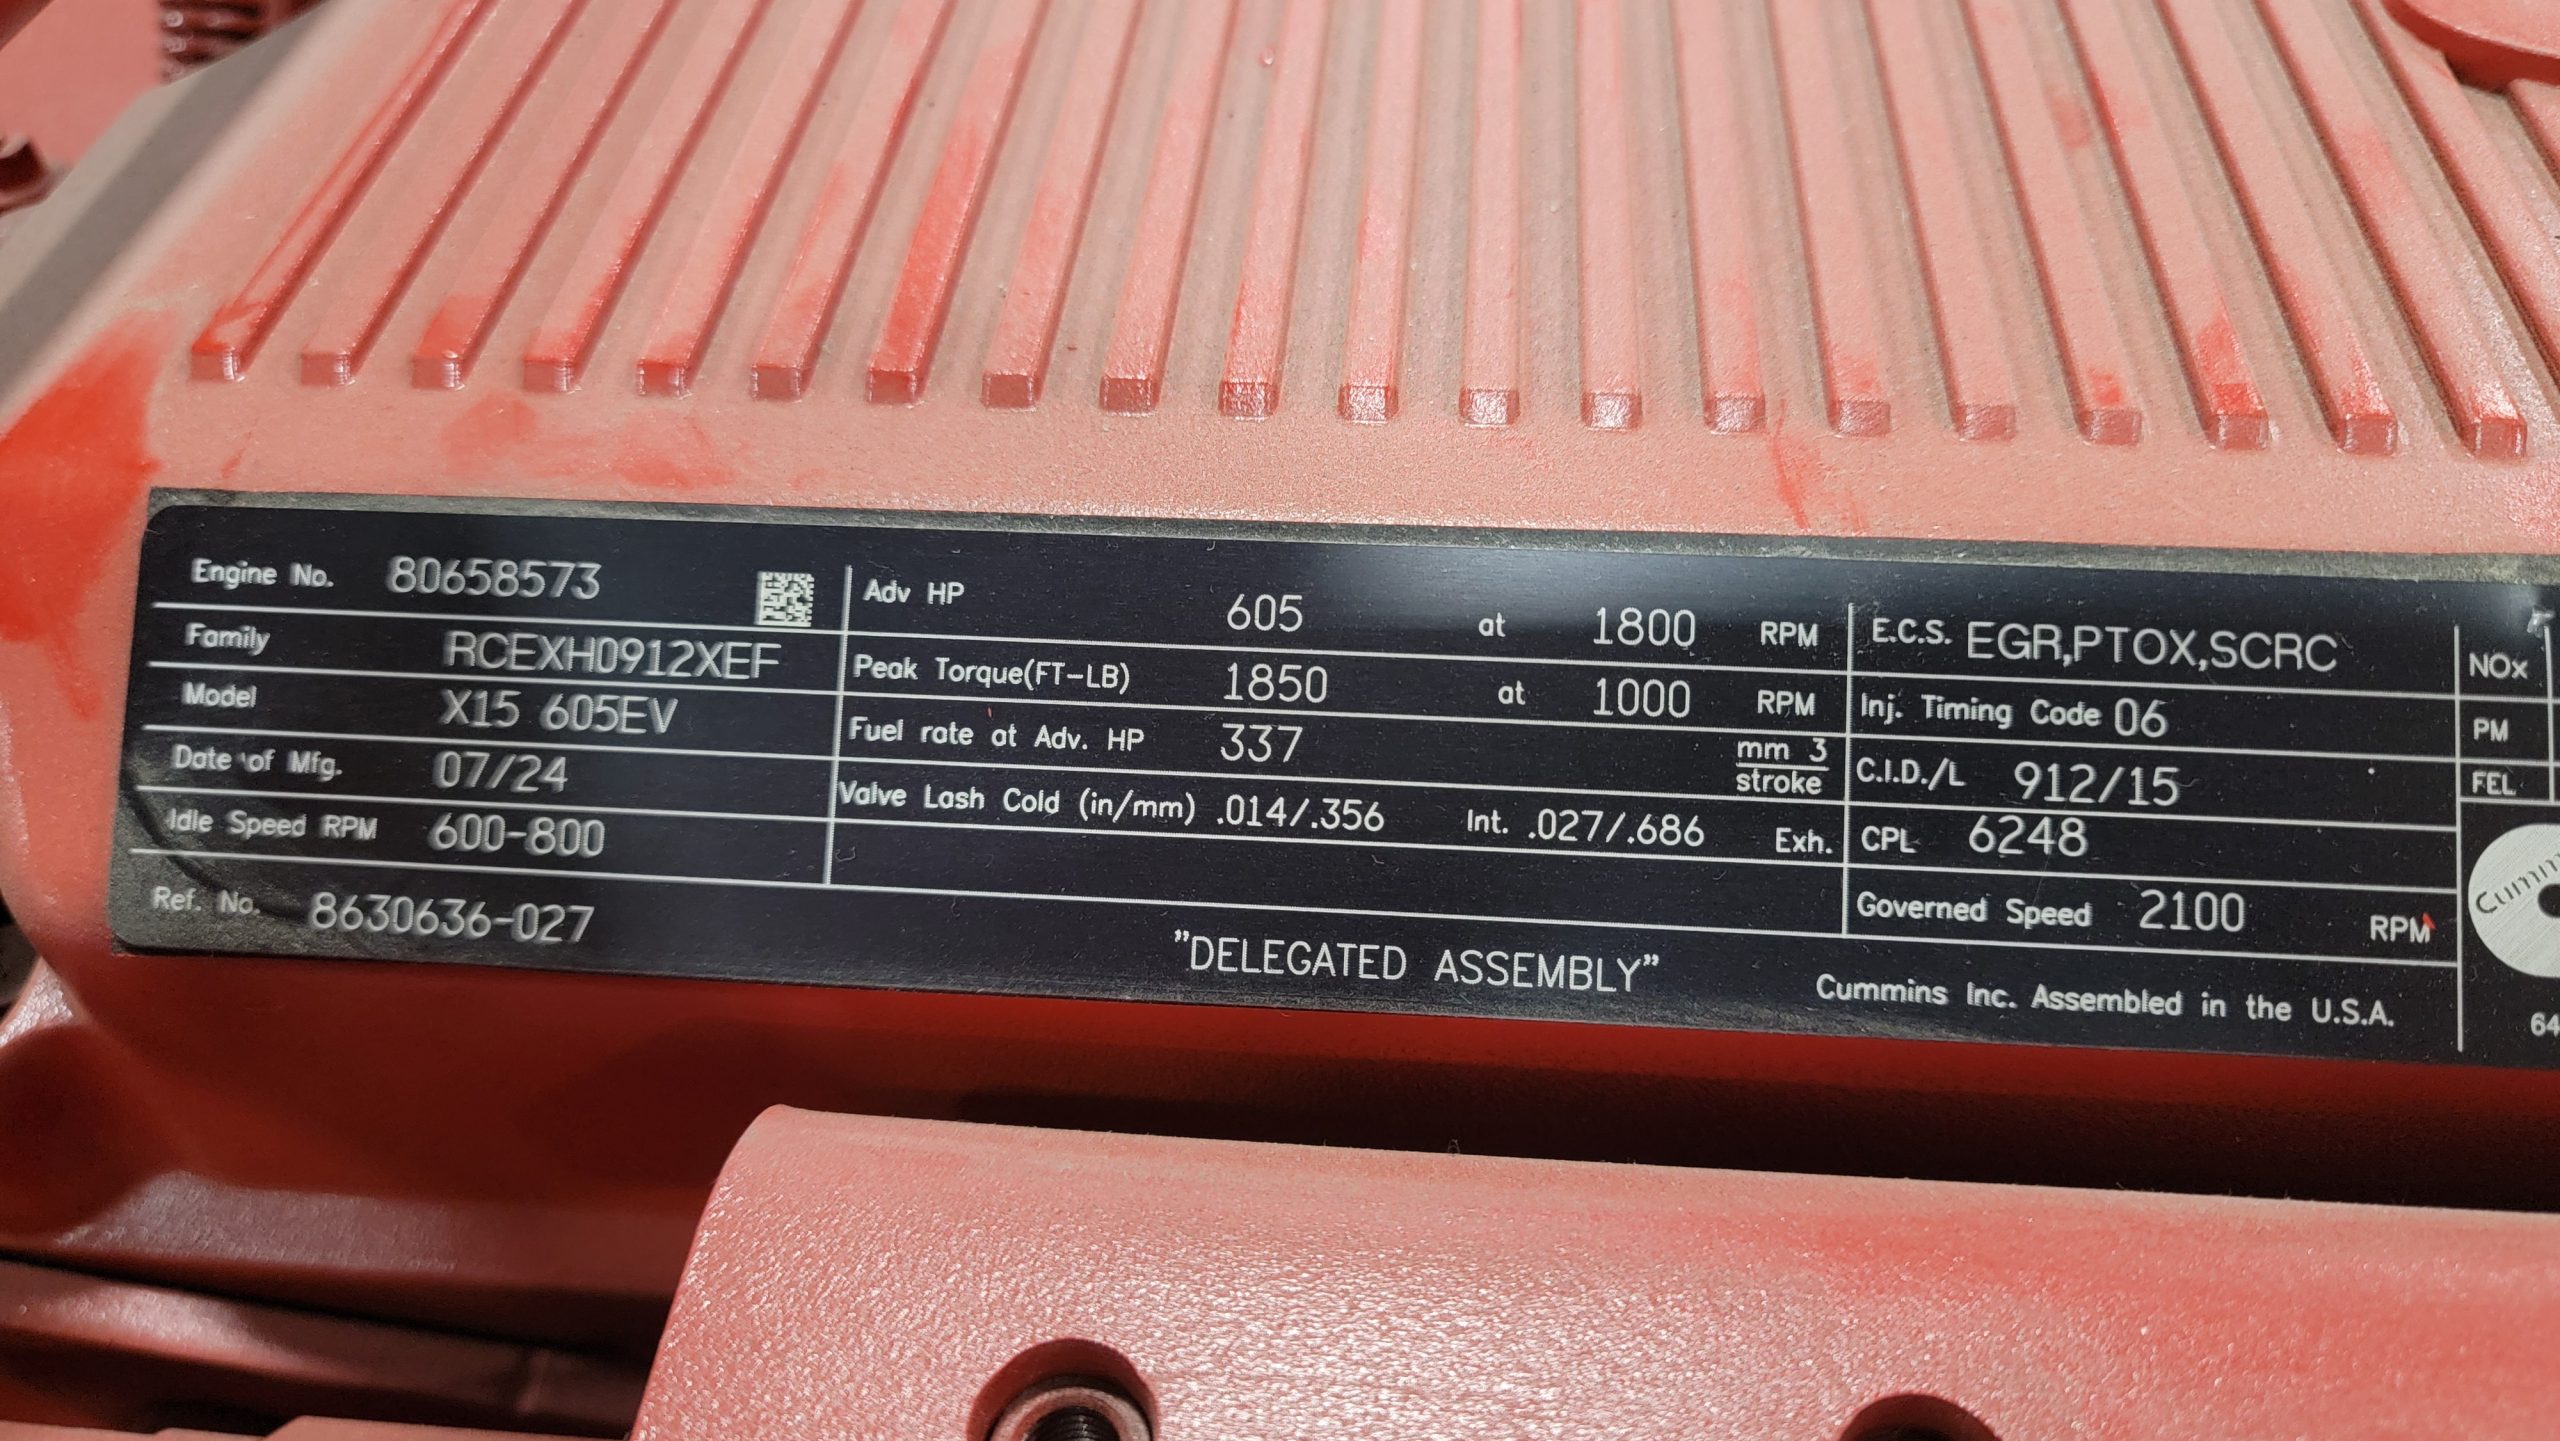 Engine No. 80658573
Family RCEXH0912XEF
Model X15 605EV
Date of Mfg. 07/24
Idle Speed RPM 600-800
Ref. No. 8630636-027
Adv HP 605 at 1800 RPM
Peak Torque(FT-LB) 1850 at 1000 RPM
Fuel rate at Adv. HP 337 mm 3
stroke
Valve Lash Cold (in/mm) .014/.356 Int. .027/.686 Exh.
"DELEGATED ASSEMBLY"
E.C.S. EGR,PTOX,SCRC
Inj. Timing Code 06
C.I.D./L 912/15
CPL 6248
Governed Speed 2100 RPM
Cummins Inc. Assembled in the U.S.A.
NOx
PM
FEL